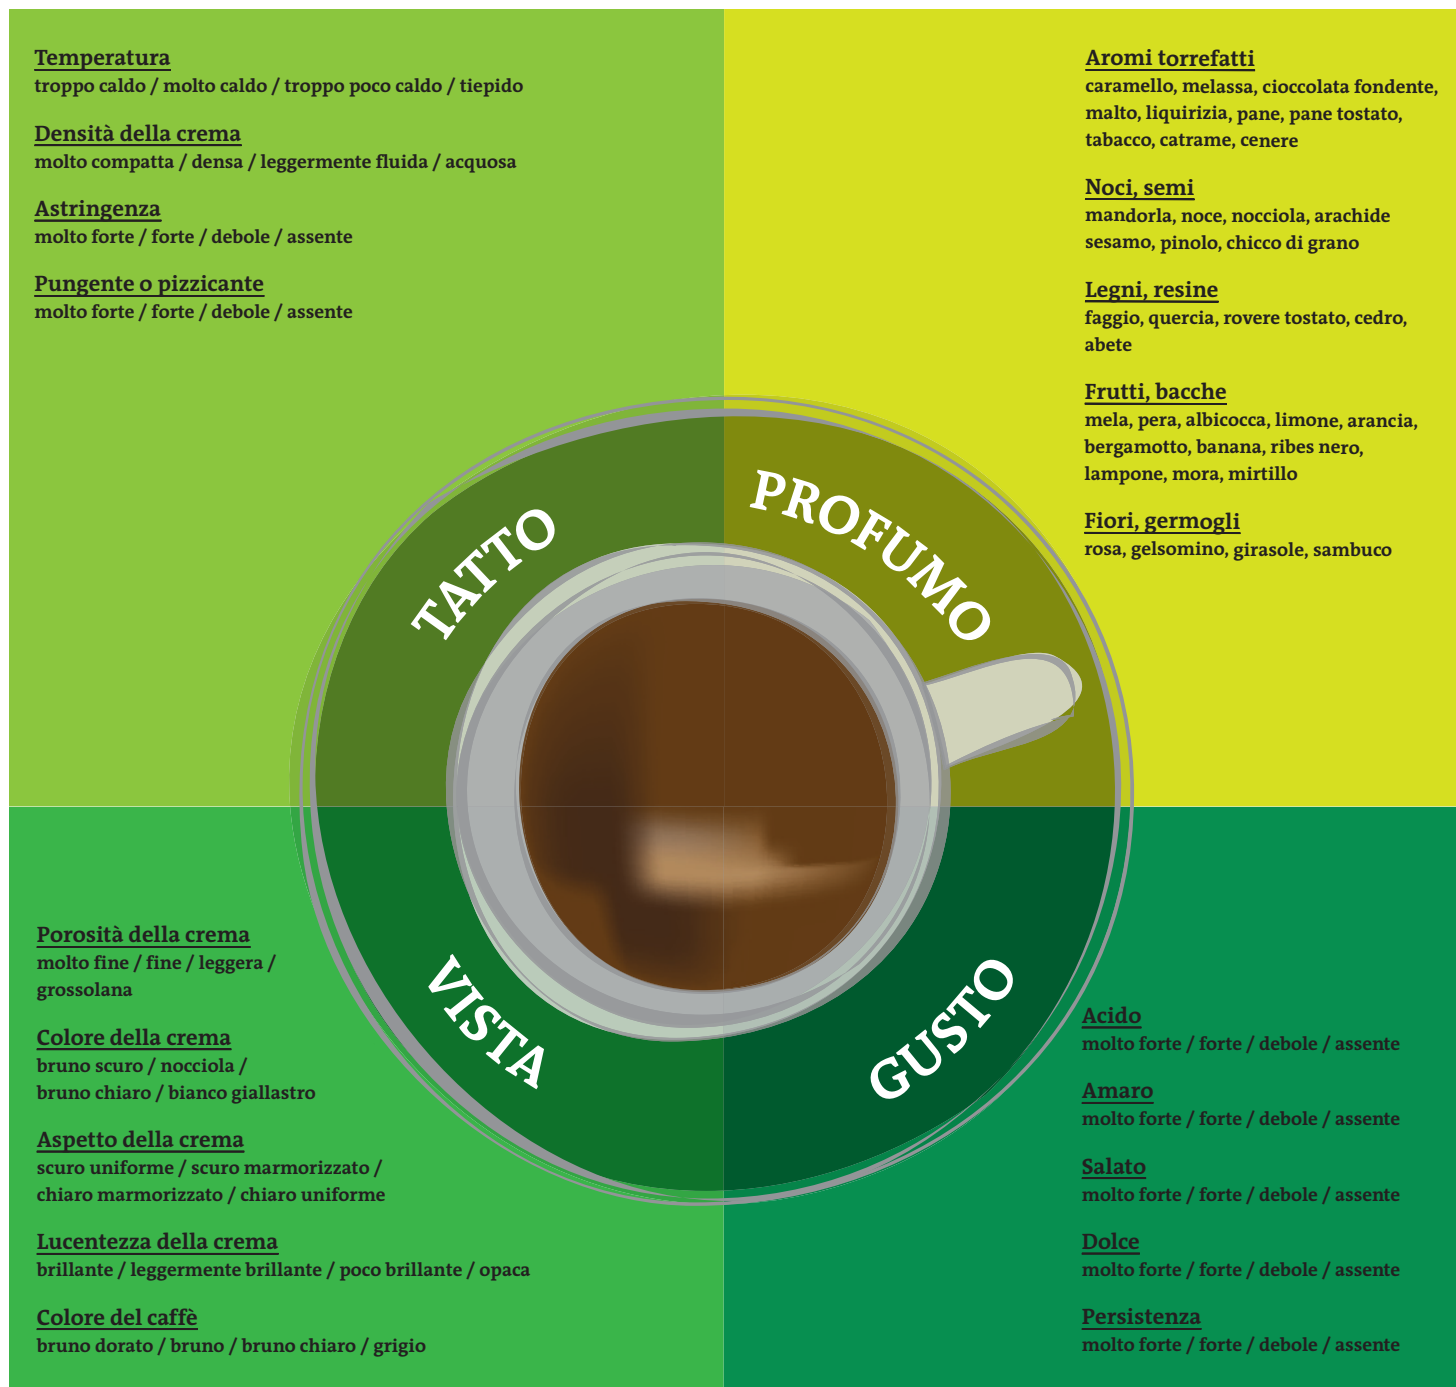 Temperatura
troppo caldo / molto caldo / troppo poco caldo / tiepido
Densità della crema
molto compatta / densa / leggermente fluida / acquosa
Astringenza
molto forte / forte / debole / assente
Pungente o pizzicante
molto forte / forte / debole / assente
TATTO
Aromi torrefatti
caramello, melassa, cioccolata fondente,
malto, liquirizia, pane, pane tostato,
tabacco, catrame, cenere
Noci, semi
mandorla, noce, nocciola, arachide
sesamo, pinolo, chicco di grano
Legni, resine
faggio, quercia, rovere tostato, cedro,
abete
Frutti, bacche
mela, pera, albicocca, limone, arancia,
bergamotto, banana, ribes nero,
lampone, mora, mirtillo
Fiori, germogli
rosa, gelsomino, girasole, sambuco
PROFUMO
Porosità della crema
molto fine / fine / leggera /
grossolana
Colore della crema
bruno scuro / nocciola /
bruno chiaro / bianco giallastro
Aspetto della crema
scuro uniforme / scuro marmorizzato /
chiaro marmorizzato / chiaro uniforme
Lucentezza della crema
brillante / leggermente brillante / poco brillante / opaca
Colore del caffè
bruno dorato / bruno / bruno chiaro / grigio
VISTA
GUSTO
Acido
molto forte / forte / debole / assente
Amaro
molto forte / forte / debole / assente
Salato
molto forte / forte / debole / assente
Dolce
molto forte / forte / debole / assente
Persistenza
molto forte / forte / debole / assente